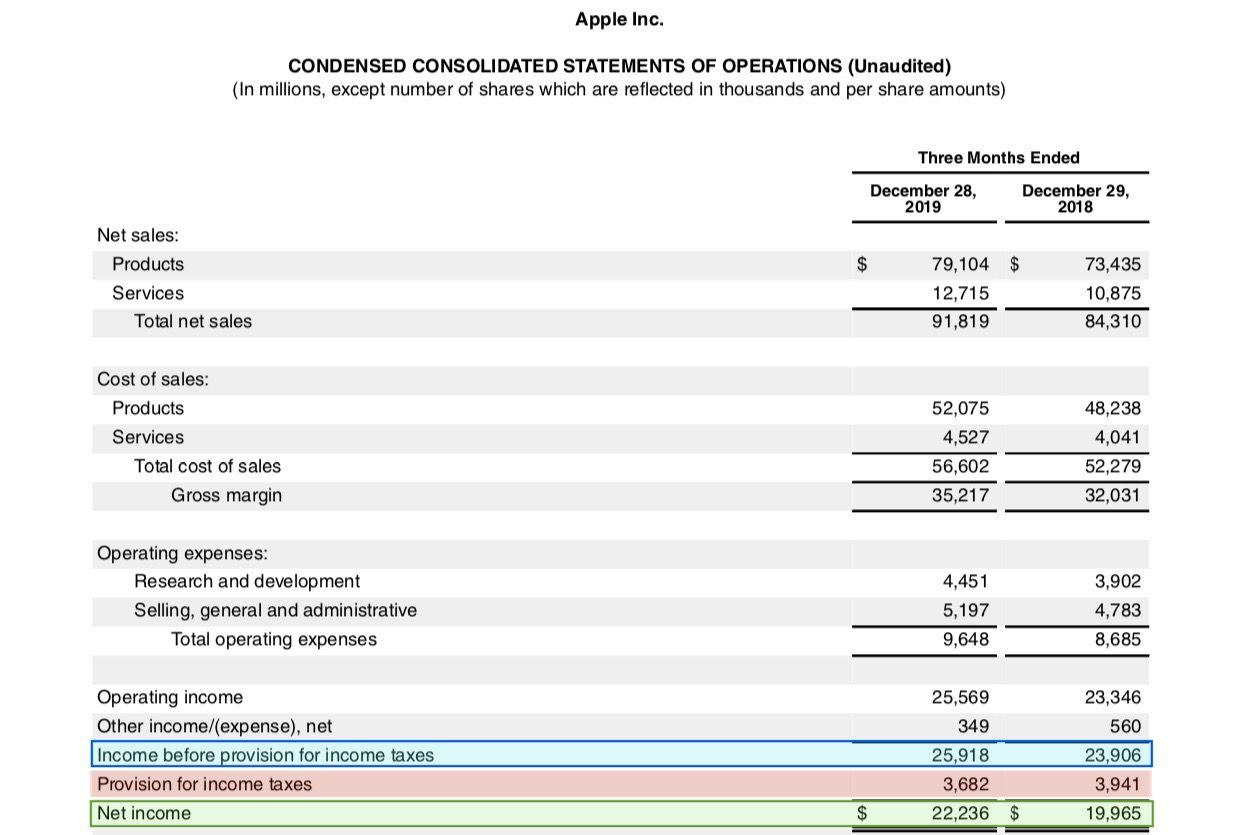 Apple Inc.
CONDENSED CONSOLIDATED STATEMENTS OF OPERATIONS (Unaudited)
(In millions, except number of shares which are reflected in thousands and per share amounts)
Three Months Ended
December 28, 2019 December 29, 2018
Net sales:
Products $ 79,104 $ 73,435
Services 12,715 10,875
Total net sales 91,819 84,310
Cost of sales:
Products 52,075 48,238
Services 4,527 4,041
Total cost of sales 56,602 52,279
Gross margin 35,217 32,031
Operating expenses:
Research and development 4,451 3,902
Selling, general and administrative 5,197 4,783
Total operating expenses 9,648 8,685
Operating income 25,569 23,346
Other income/(expense), net 349 560
Income before provision for income taxes 25,918 23,906
Provision for income taxes 3,682 3,941
Net income $ 22,236 $ 19,965